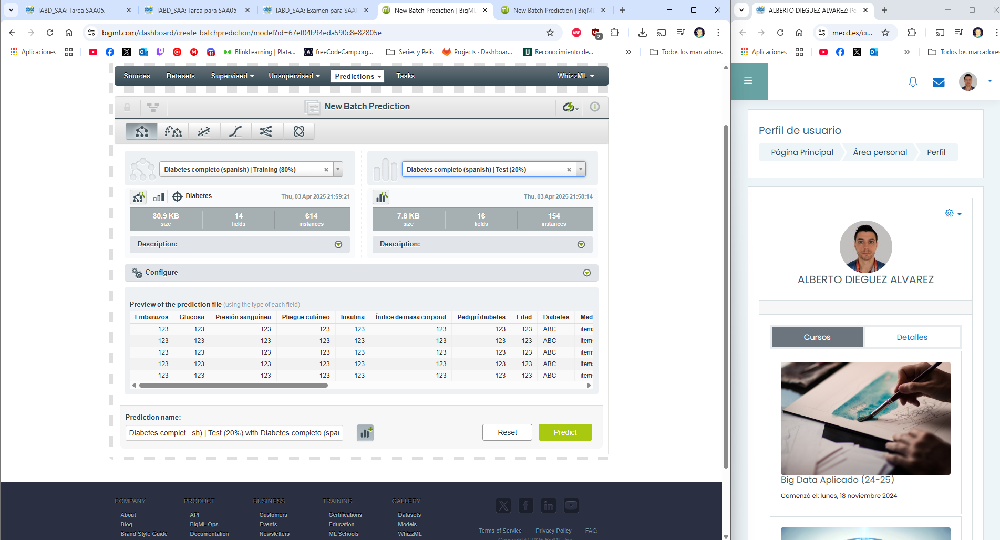 IABD_SAA: Tarea SAA05.
IABD_SAA: Tarea para SAA05
IABD_SAA: Examen para SAA
New Batch Prediction | BigML
New Batch Prediction | BigML
bigml.com/dashboard/create_batchprediction/model?id=67ef04b94eda590c8e82805e
ABP
2
Aplicaciones
11
BlinkLearning | Plata...
freeCodeCamp.org...
Series y Pelis
Projects · Dashboar...
Reconocimiento de...
Todos los marcadores
Sources
Datasets
Supervised
Unsupervised
Predictions
Tasks
WhizzML
New Batch Prediction
Diabetes completo (spanish) | Training (80%)
Diabetes completo (spanish) | Test (20%)
Diabetes
Thu, 03 Apr 2025 21:59:21
Thu, 03 Apr 2025 21:58:14
30.9 KB 14 614
size fields instances
7.8 KB 16 154
size fields instances
Description:
Description:
Configure
Preview of the prediction file (using the type of each field)
Embarazos Glucosa Presión sanguínea Pliegue cutáneo Insulina Índice de masa corporal Pedigrí diabetes Edad Diabetes Med
123 123 123 123 123 123 123 123 ABC items
123 123 123 123 123 123 123 123 ABC items
123 123 123 123 123 123 123 123 ABC items
123 123 123 123 123 123 123 123 ABC items
123 123 123 123 123 123 123 123 ABC items
Prediction name:
Diabetes complet...sh) | Test (20%) with Diabetes completo (spar
Reset
Predict
COMPANY PRODUCT BUSINESS TRAINING GALLERY
About API Customers Certifications Datasets
Blog BigML Ops Events Education Models
Brand Style Guide Documentation Newsletters ML Schools WhizzML
Terms of Service | Privacy Policy | FAQ
Copyright © 2025 BigML, Inc
ALBERTO DIEGUEZ ALVAREZ: Pe
mecd.es/ci...
Aplicaciones
Todos los marcadores
Perfil de usuario
Página Principal
Área personal
Perfil
ALBERTO DIEGUEZ ALVAREZ
Cursos
Detalles
Big Data Aplicado (24-25)
Comenzó el: lunes, 18 noviembre 2024